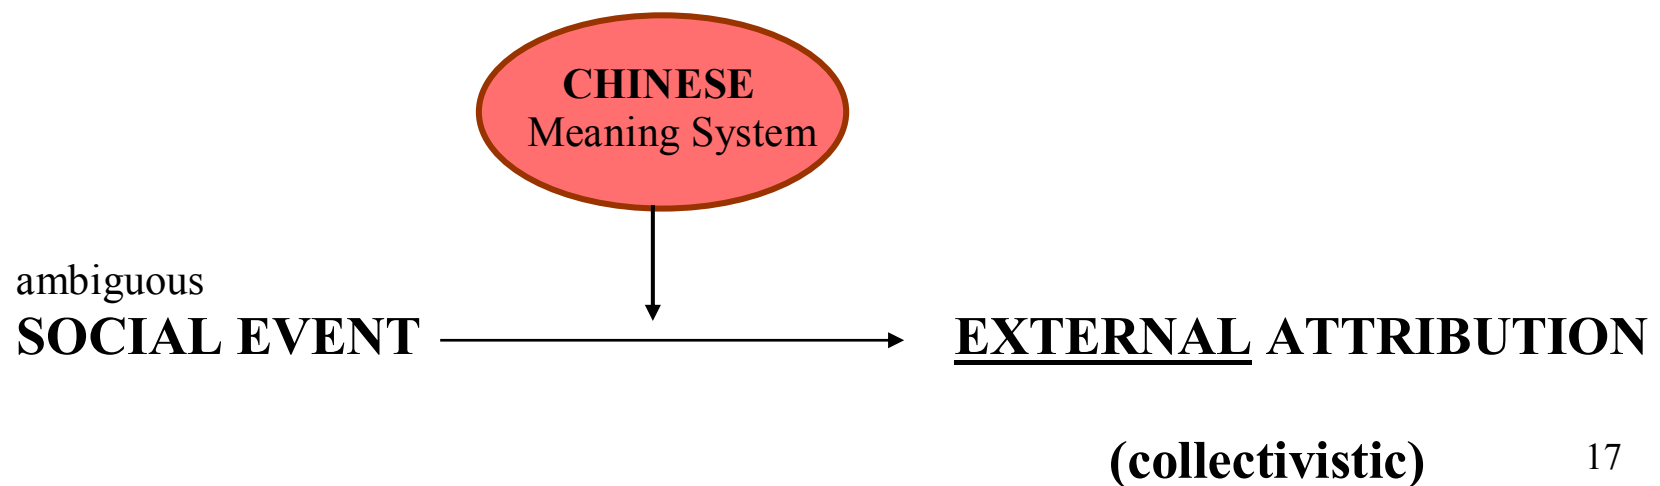 CHINESE
Meaning System
ambiguous
SOCIAL EVENT
EXTERNAL ATTRIBUTION
(collectivistic)
17